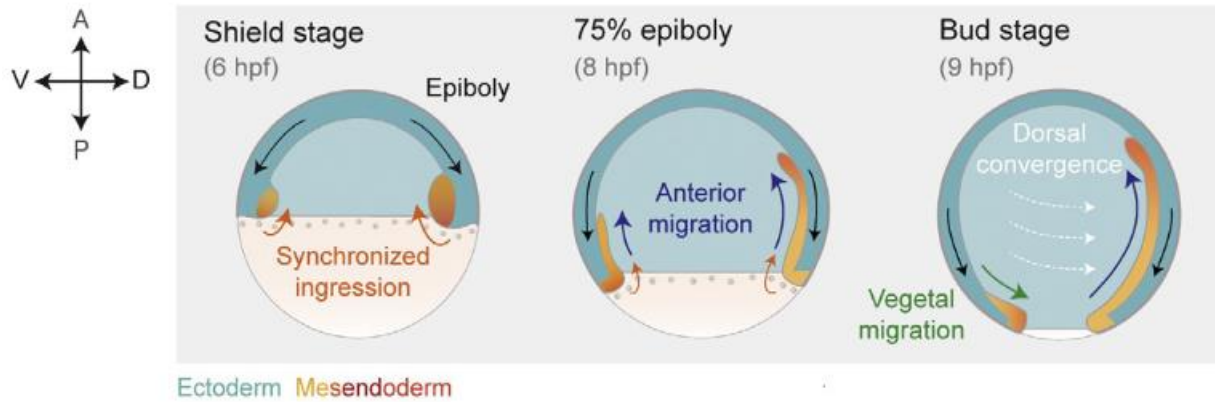 A
V D
P
Shield stage
(6 hpf)
Epiboly
Synchronized
ingression
75% epiboly
(8 hpf)
Anterior
migration
Bud stage
(9 hpf)
Dorsal
convergence
Vegetal
migration
Ectoderm Mesendoderm